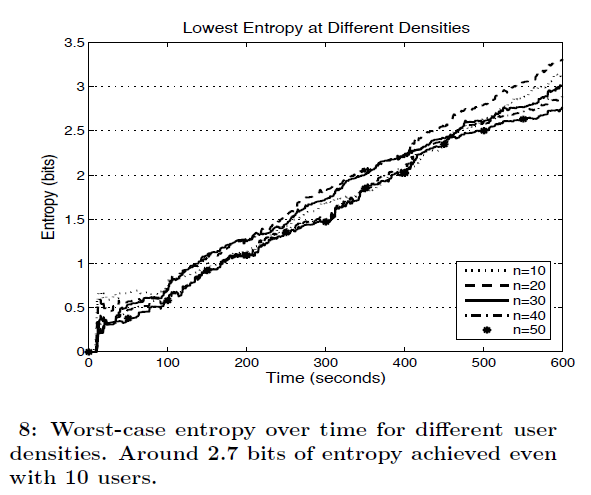 Lowest Entropy at Different Densities
3.5
3
2.5
2
1.5
1
0.5
0
Entropy (bits)
0 100 200 300 400 500 600
Time (seconds)
n=10
n=20
n=30
n=40
n=50
8: Worst-case entropy over time for different user
densities. Around 2.7 bits of entropy achieved even
with 10 users.